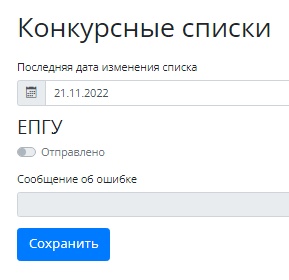 Конкурсные списки
Последняя дата изменения списка
21.11.2022
ЕПГУ
Отправлено
Сообщение об ошибке
Сохранить